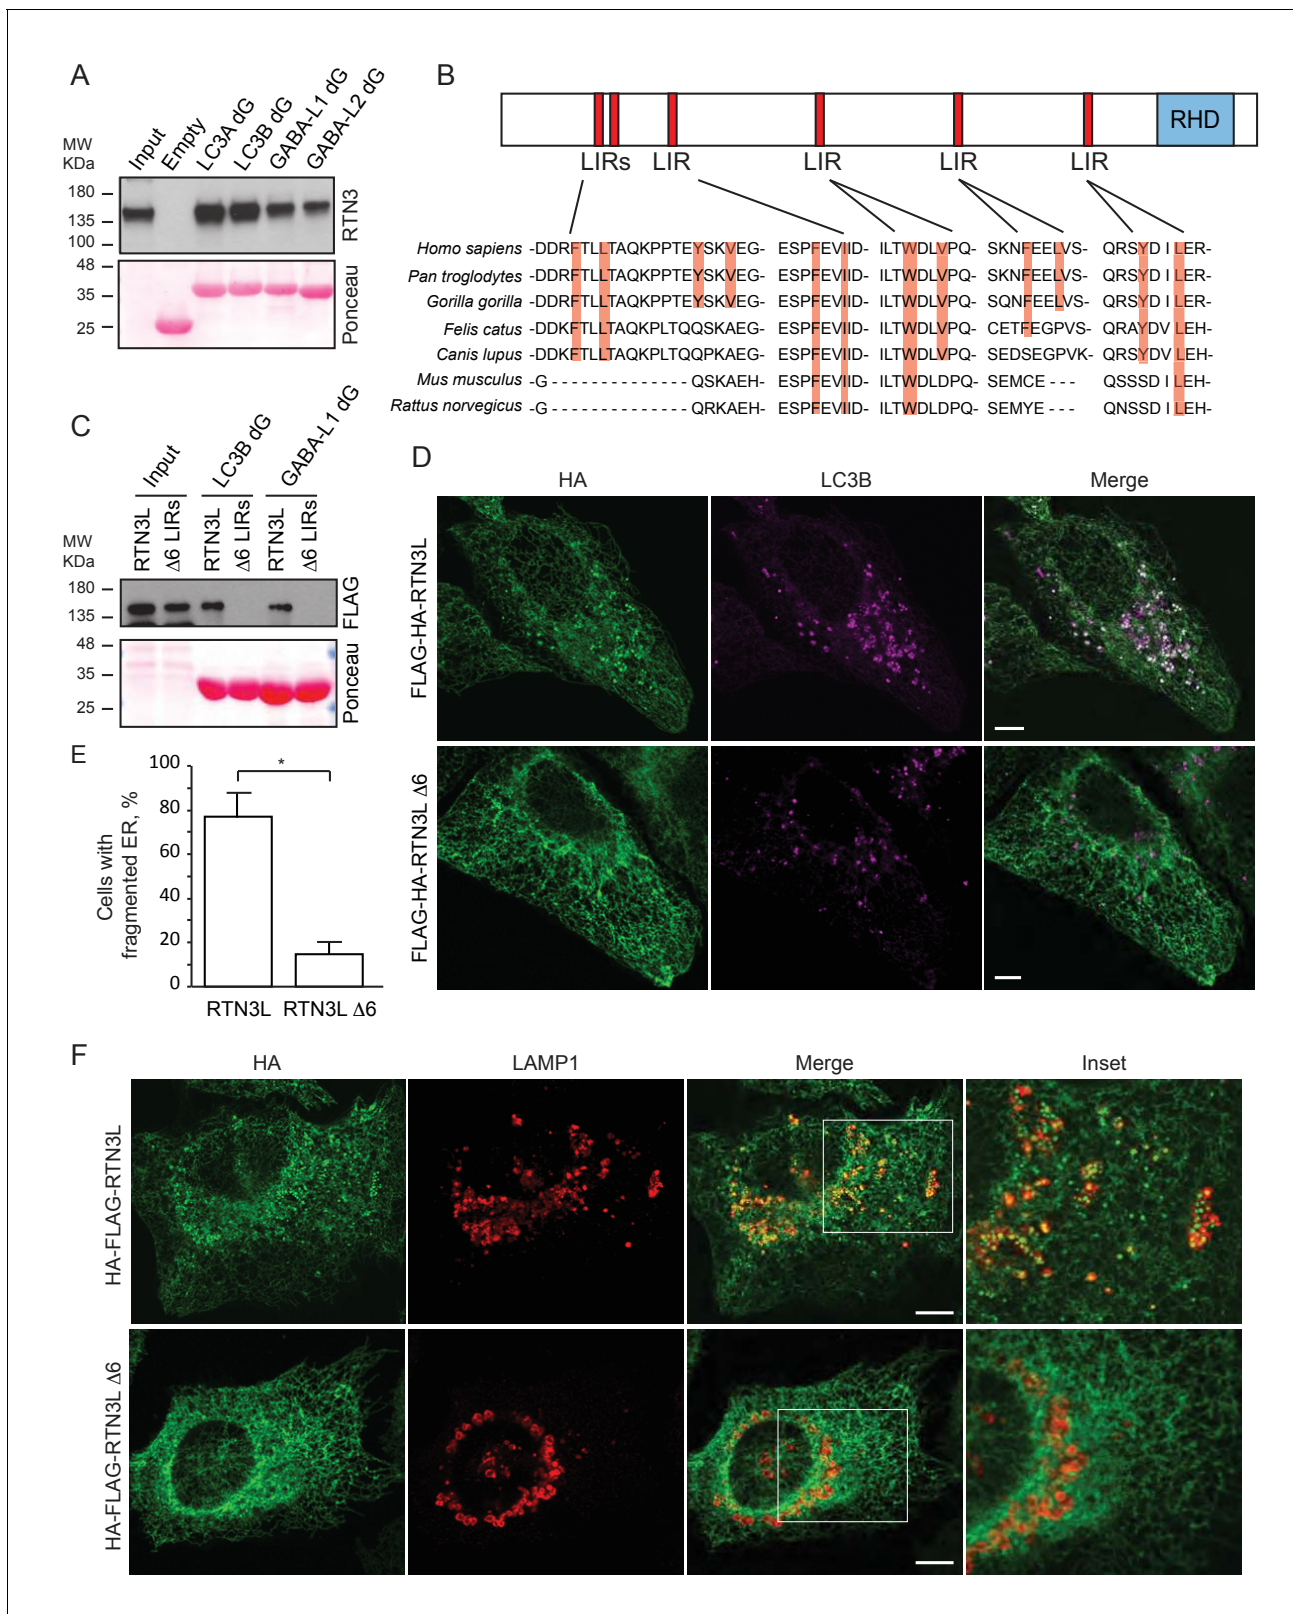 A
MW
KDa
Input
Empty
LC3A dG
LC3B dG
GABA-L1 dG
GABA-L2 dG
180
135
100
RTN3
48
35
25
Ponceau
B
RHD
LIRs LIR LIR LIR LIR
Homo sapiens -DDRFTLLTAQKPPTEYSKVEG- ESPFEVIID- ILTWDLVPQ- SKNFEELVS- QRSYDILER-
Pan troglodytes -DDRFTLLTAQKPPTEYSKVEG- ESPFEVIID- ILTWDLVPQ- SKNFEELVS- QRSYDILER-
Gorilla gorilla -DDRFTLLTAQKPPTEYSKVEG- ESPFEVIID- ILTWDLVPQ- SQNFEELVS- QRSYDILER-
Felis catus -DDKFTLLTAQKPLTQQSKAEG- ESPFEVIID- ILTWDLVPQ- CETFEGPVS- QRAYDVLEH-
Canis lupus -DDKFTLLTAQKPLTQQPKAEG- ESPFEVIID- ILTWDLVPQ- SEDSEGPVK- QRSYDVLEH-
Mus musculus -G--------------QSKAEH- ESPFEVIID- ILTWDLDPQ- SEMCE--- QSSSDILEH-
Rattus norvegicus -G--------------QRKAEH- ESPFEVIID- ILTWDLDPQ- SEMYE--- QNSSDILEH-
C
Input
LC3B dG
GABA-L1 dG
MW
KDa
RTN3L
Δ6 LIRs
RTN3L
Δ6 LIRs
RTN3L
Δ6 LIRs
180
135
FLAG
48
35
25
Ponceau
D
HA LC3B Merge
FLAG-HA-RTN3L
FLAG-HA-RTN3L Δ6
E
Cells with
fragmented ER, %
100
80
60
40
20
0
*
RTN3L RTN3L Δ6
F
HA LAMP1 Merge Inset
HA-FLAG-RTN3L
HA-FLAG-RTN3L Δ6